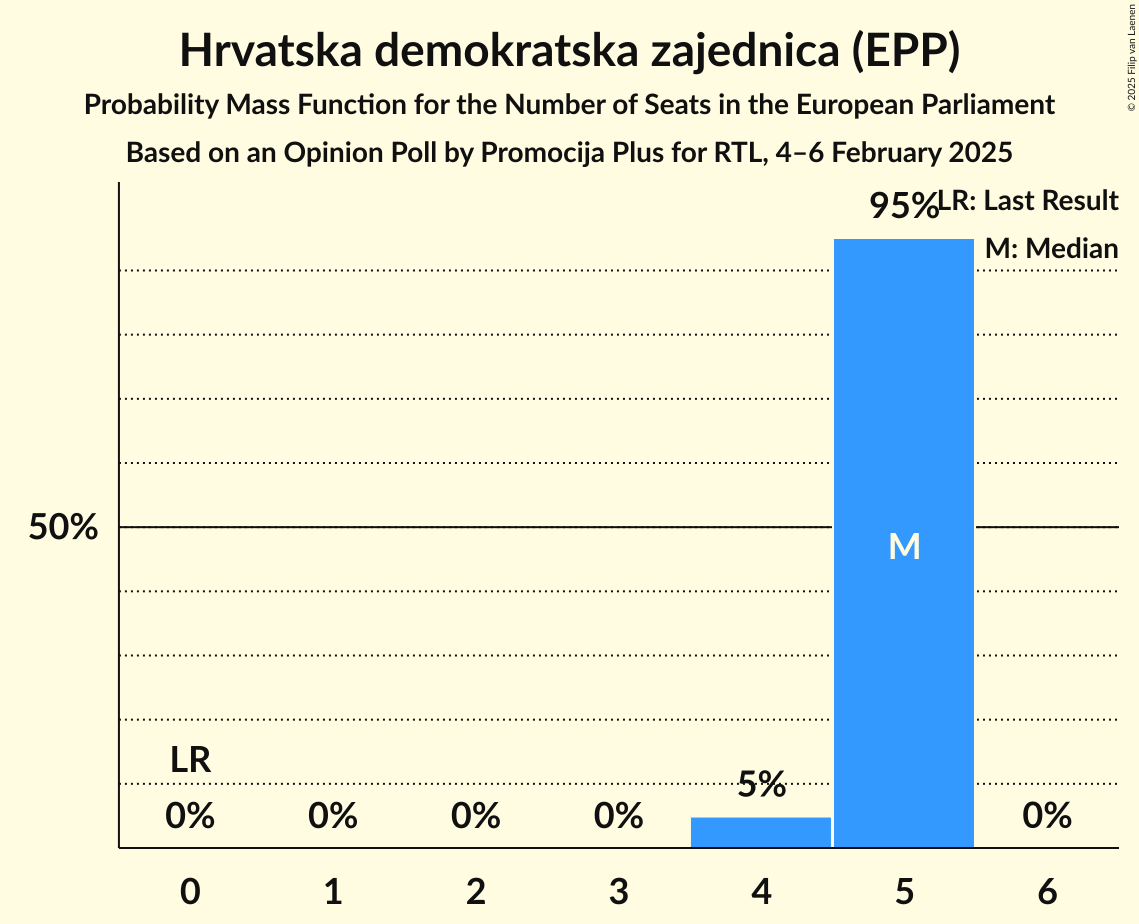 Hrvatska demokratska zajednica (EPP)
Probability Mass Function for the Number of Seats in the European Parliament
Based on an Opinion Poll by Promocija Plus for RTL, 4–6 February 2025
© 2025 Filip van Laenen
LR: Last Result
M: Median
95%
50%
M
LR
5%
0% 0% 0% 0% 0%
0 1 2 3 4 5 6